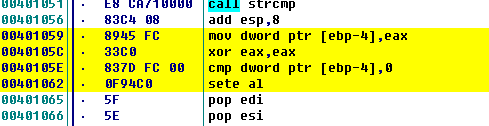 00401051 . E8 CA710000 call strcmp
00401056 . 83C4 08 add esp,8
00401059 . 8945 FC mov dword ptr [ebp-4],eax
0040105C . 33C0 xor eax,eax
0040105E . 837D FC 00 cmp dword ptr [ebp-4],0
00401062 . 0F94C0 sete al
00401065 . 5F pop edi
00401066 . 5E pop esi